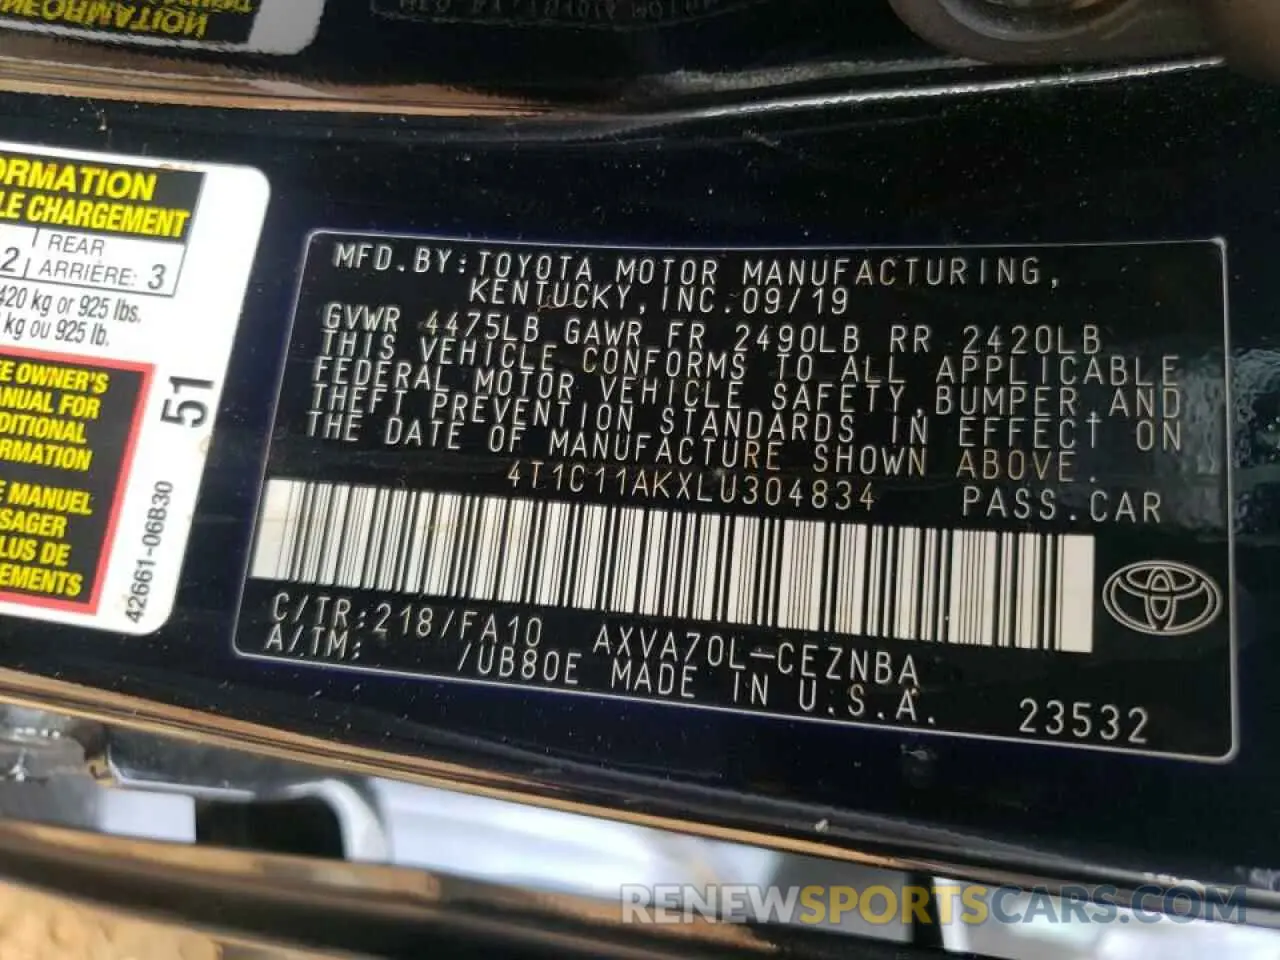 ORMATION
LE CHARGEMENT
REAR
2 ARRIÈRE: 3
420 kg or 925 lbs.
kg ou 925 lb.
EE OWNER'S
ANUAL FOR
DITIONAL
RMATION
E MANUEL
SAGER
LUS DE
EMENTS
51
42661-06B30
MFD.BY:TOYOTA MOTOR MANUFACTURING,
KENTUCKY,INC.09/19
GVWR 4475LB GAWR FR 2490LB RR 2420LB
THIS VEHICLE CONFORMS TO ALL APPLICABLE
FEDERAL MOTOR VEHICLE SAFETY,BUMPER,AND
THEFT PREVENTION STANDARDS IN EFFECT ON
THE DATE OF MANUFACTURE SHOWN ABOVE.
4T1C11AKXLU304834 PASS.CAR
C/TR:218/FA10 AXVA70L-CEZNBA
A/TM: /UB80E MADE IN U.S.A.
23532
RENEWSPORTSCARS.COM